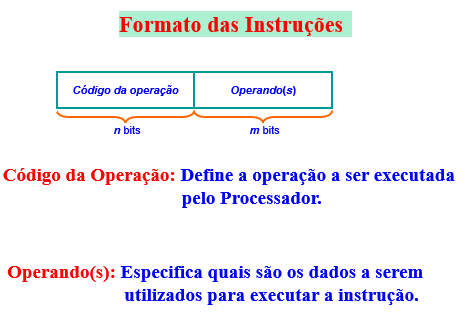 Formato das Instruções
Código da operação Operando(s)
n bits m bits
Código da Operação: Define a operação a ser executada
pelo Processador.
Operando(s): Especifica quais são os dados a serem
utilizados para executar a instrução.